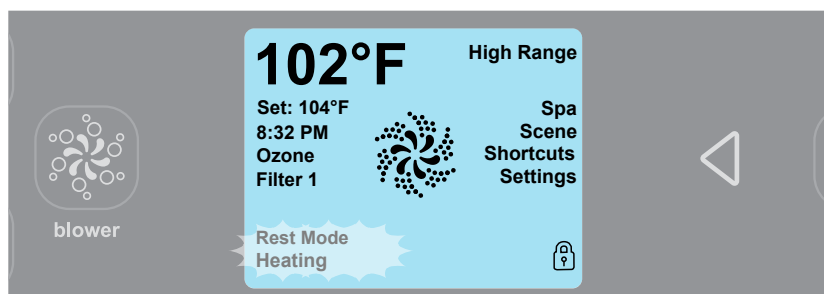 102°F
High Range
Set: 104°F
8:32 PM
Ozone
Filter 1
Spa
Scene
Shortcuts
Settings
blower
Rest Mode
Heating